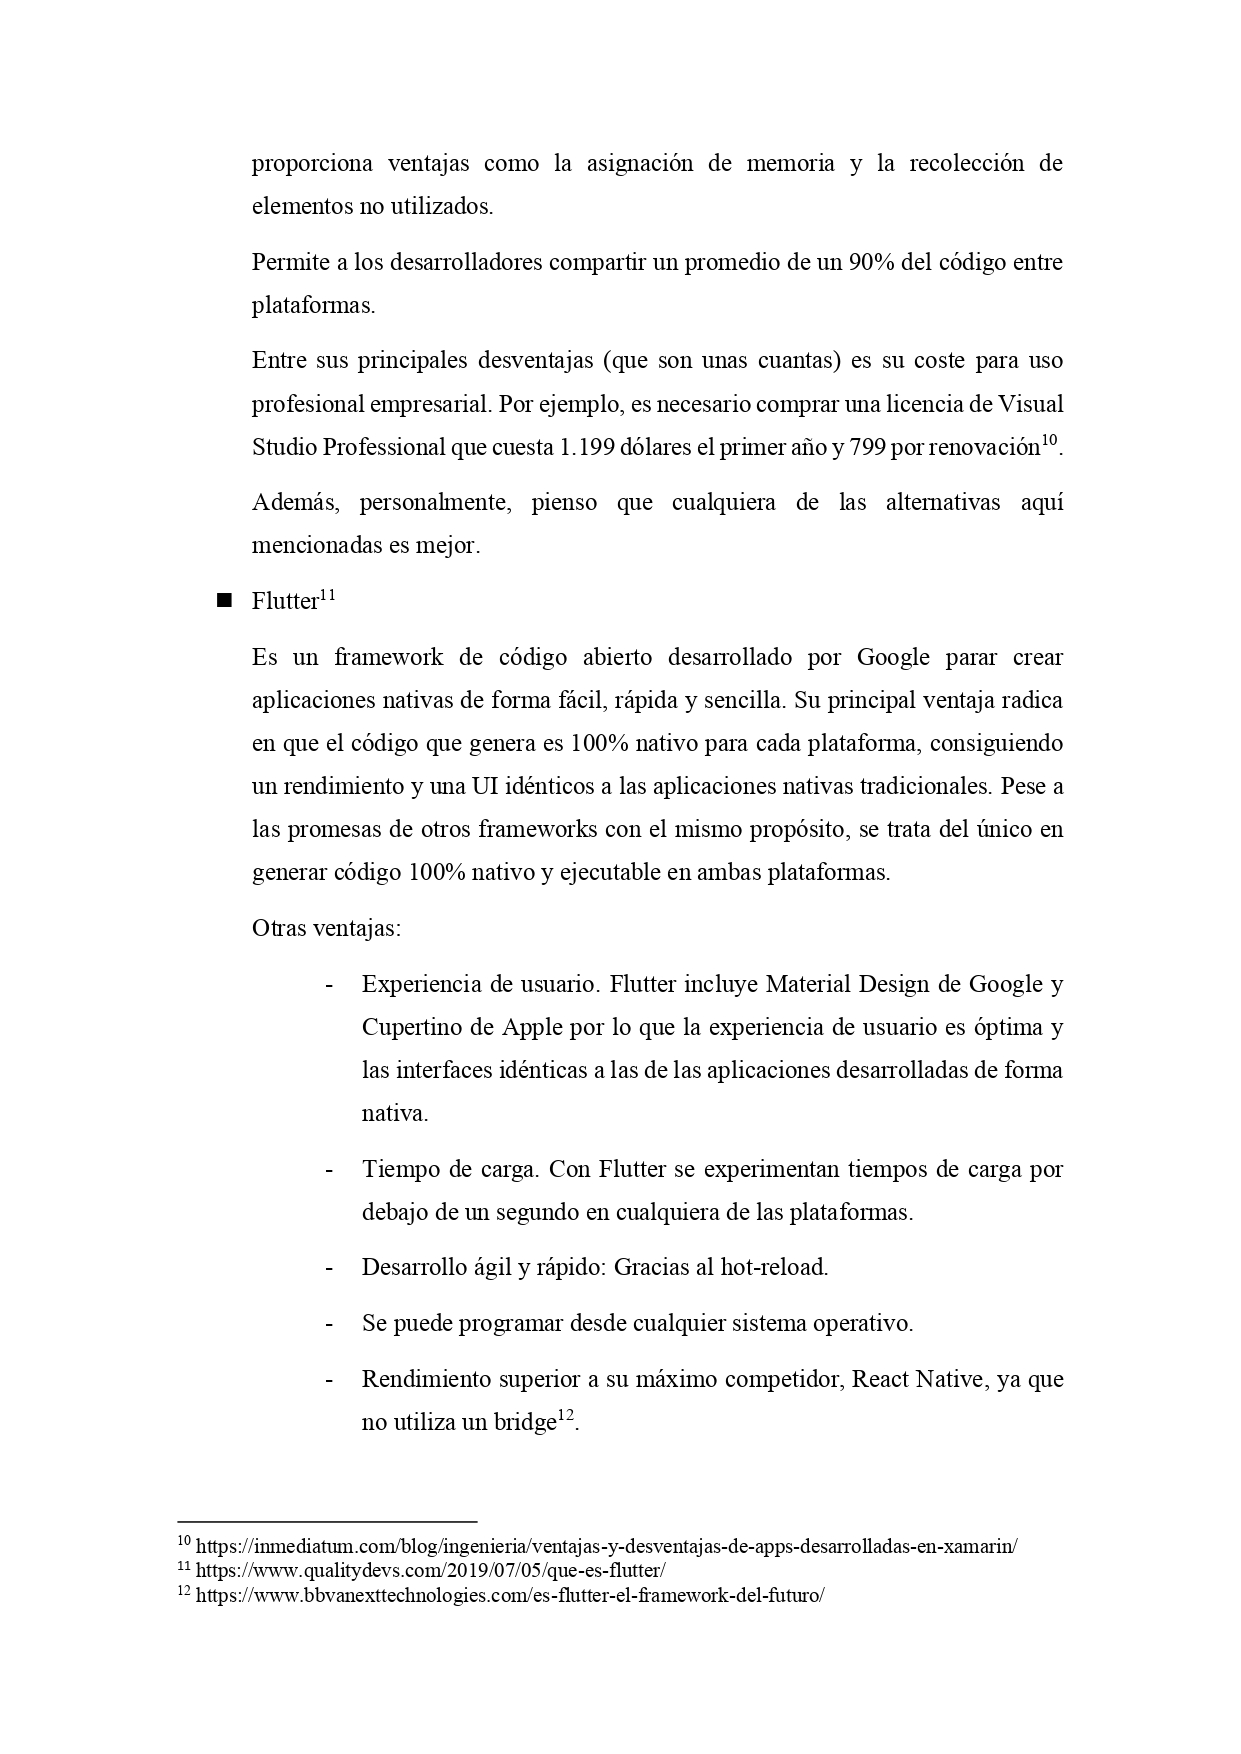 proporciona ventajas como la asignación de memoria y la recolección de
elementos no utilizados.
Permite a los desarrolladores compartir un promedio de un 90% del código entre
plataformas.
Entre sus principales desventajas (que son unas cuantas) es su coste para uso
profesional empresarial. Por ejemplo, es necesario comprar una licencia de Visual
Studio Professional que cuesta 1.199 dólares el primer año y 799 por renovación10.
Además, personalmente, pienso que cualquiera de las alternativas aquí
mencionadas es mejor.
■ Flutter11
Es un framework de código abierto desarrollado por Google parar crear
aplicaciones nativas de forma fácil, rápida y sencilla. Su principal ventaja radica
en que el código que genera es 100% nativo para cada plataforma, consiguiendo
un rendimiento y una UI idénticos a las aplicaciones nativas tradicionales. Pese a
las promesas de otros frameworks con el mismo propósito, se trata del único en
generar código 100% nativo y ejecutable en ambas plataformas.
Otras ventajas:
- Experiencia de usuario. Flutter incluye Material Design de Google y
Cupertino de Apple por lo que la experiencia de usuario es óptima y
las interfaces idénticas a las de las aplicaciones desarrolladas de forma
nativa.
- Tiempo de carga. Con Flutter se experimentan tiempos de carga por
debajo de un segundo en cualquiera de las plataformas.
- Desarrollo ágil y rápido: Gracias al hot-reload.
- Se puede programar desde cualquier sistema operativo.
- Rendimiento superior a su máximo competidor, React Native, ya que
no utiliza un bridge12.
10 https://inmediatum.com/blog/ingenieria/ventajas-y-desventajas-de-apps-desarrolladas-en-xamarin/
11 https://www.qualitydevs.com/2019/07/05/que-es-flutter/
12 https://www.bbvanexttechnologies.com/es-flutter-el-framework-del-futuro/